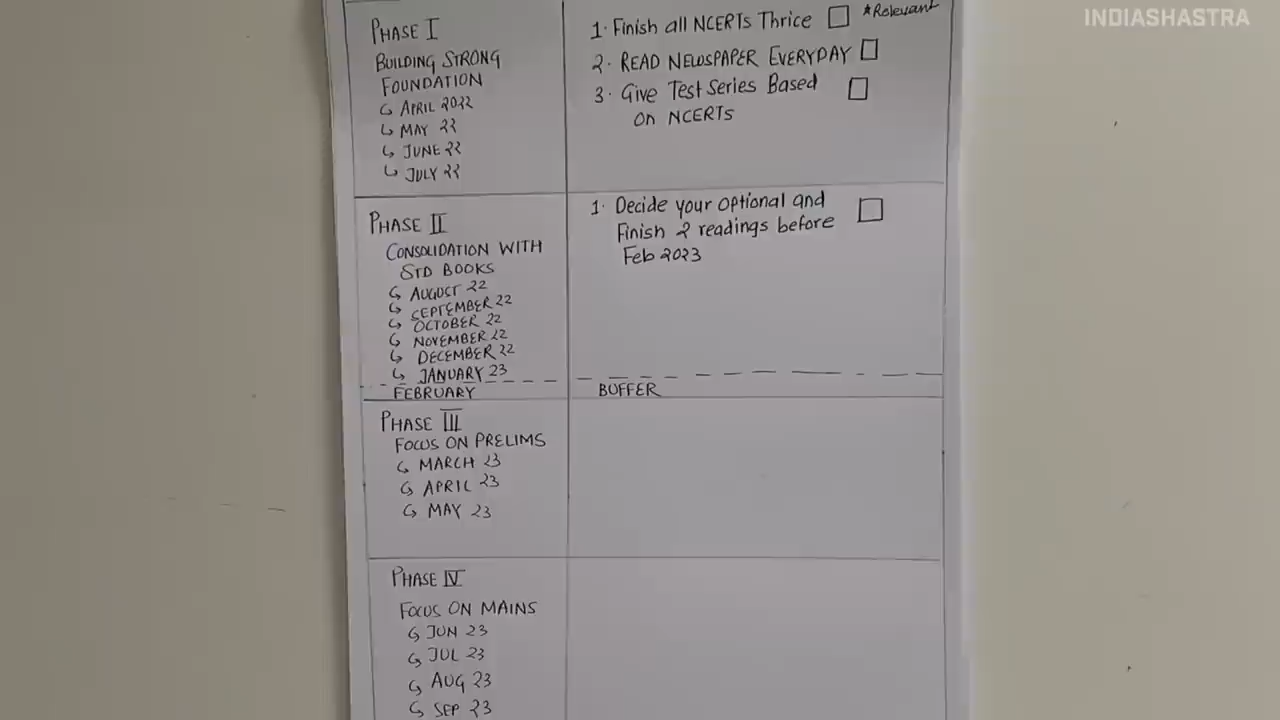 INDIASHASTRA
PHASE I
BUILDING STRONG
FOUNDATION
↳ APRIL 2022
↳ MAY 22
↳ JUNE 22
↳ JULY 22
1. Finish all NCERTs Thrice ☐ *Relevant
2. READ NEWSPAPER EVERYDAY ☐
3. Give Test Series Based ☐
on NCERTs
PHASE II
CONSOLIDATION WITH
STD BOOKS
↳ AUGUST 22
↳ SEPTEMBER 22
↳ OCTOBER 22
↳ NOVEMBER 22
↳ DECEMBER 22
↳ JANUARY 23
1. Decide your optional and ☐
Finish 2 readings before
Feb 2023
FEBRUARY
BUFFER
PHASE III
FOCUS ON PRELIMS
↳ MARCH 23
↳ APRIL 23
↳ MAY 23
PHASE IV
FOCUS ON MAINS
↳ JUN 23
↳ JUL 23
↳ AUG 23
↳ SEP 23